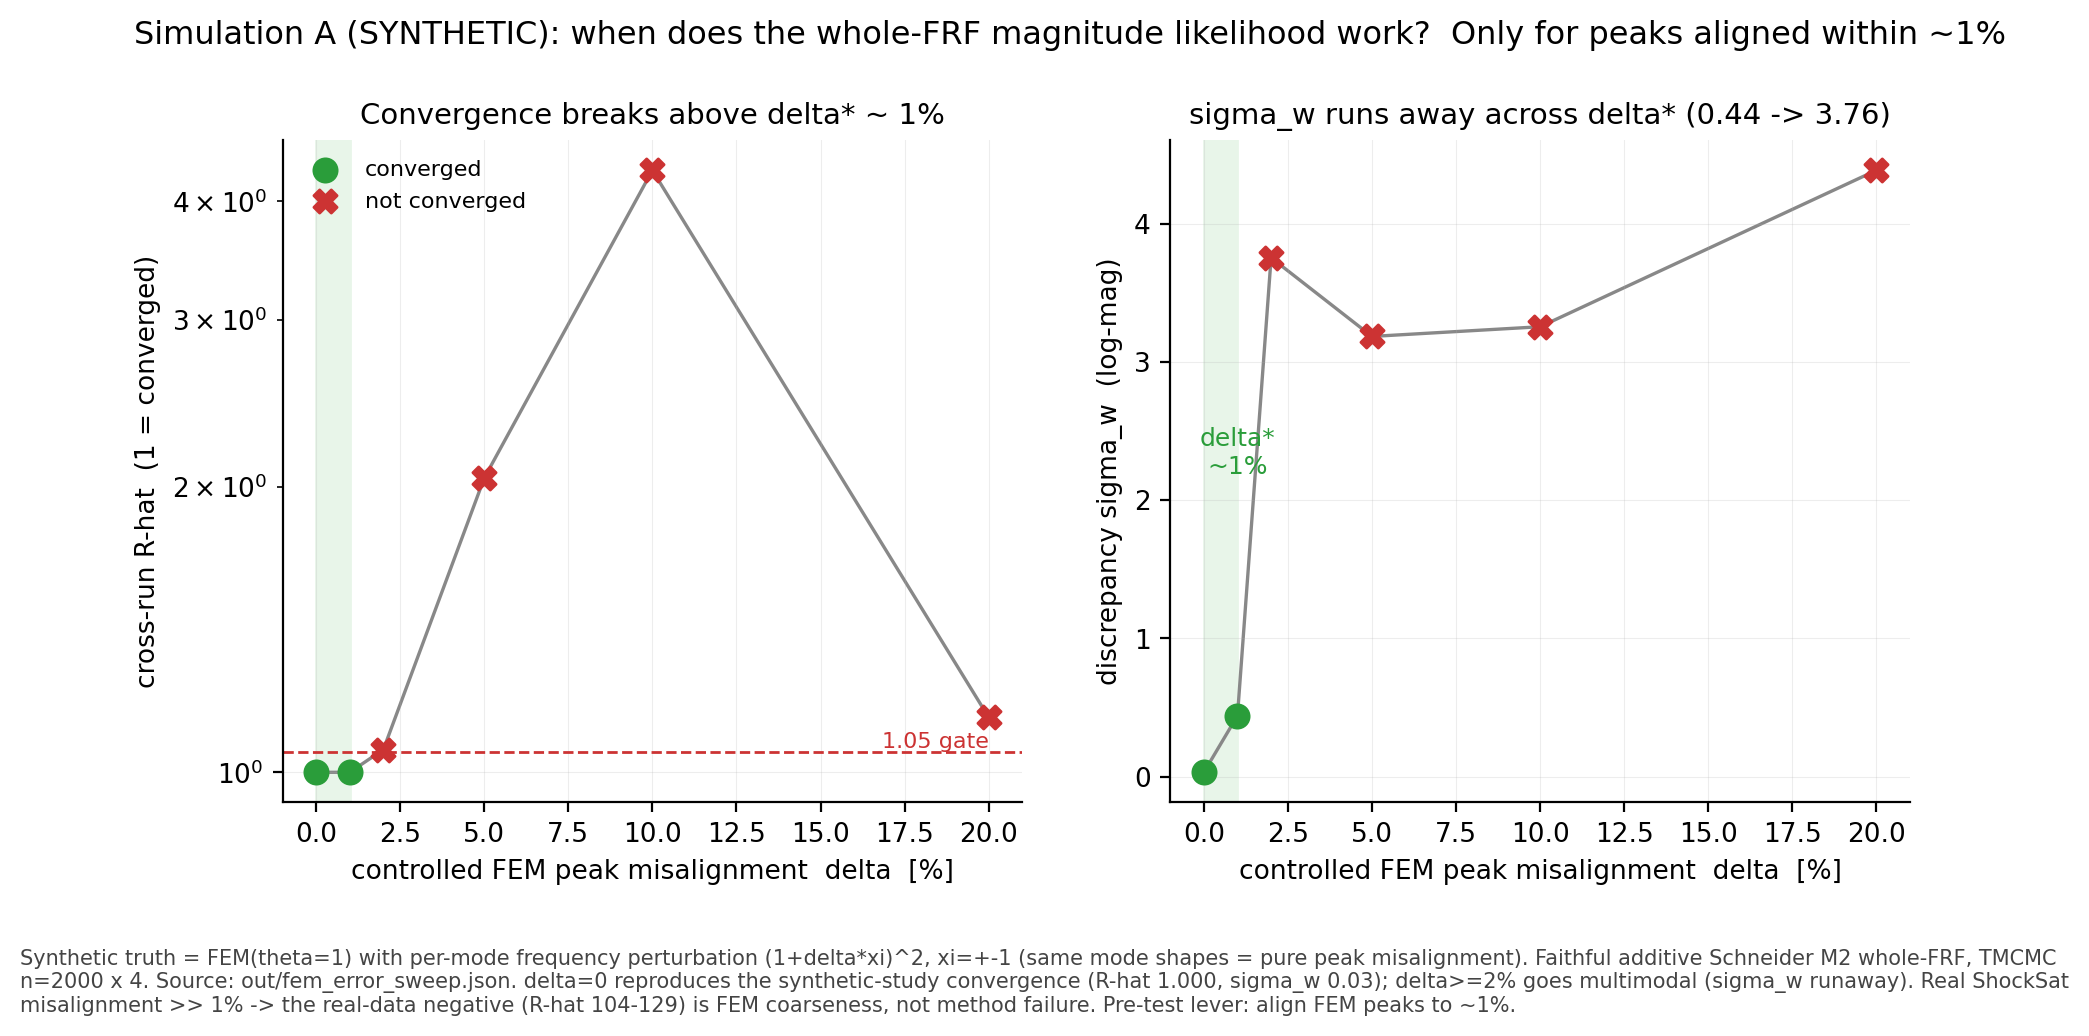 Simulation A (SYNTHETIC): when does the whole-FRF magnitude likelihood work?  Only for peaks aligned within ~1%
Convergence breaks above delta* ~ 1%
converged
not converged
4 × 10⁰
3 × 10⁰
2 × 10⁰
10⁰
cross-run R-hat  (1 = converged)
1.05 gate
0.0 2.5 5.0 7.5 10.0 12.5 15.0 17.5 20.0
controlled FEM peak misalignment  delta  [%]
sigma_w runs away across delta* (0.44 -> 3.76)
4
3
2
1
0
discrepancy sigma_w  (log-mag)
delta*
~1%
0.0 2.5 5.0 7.5 10.0 12.5 15.0 17.5 20.0
controlled FEM peak misalignment  delta  [%]
Synthetic truth = FEM(theta=1) with per-mode frequency perturbation (1+delta*xi)^2, xi=+-1 (same mode shapes = pure peak misalignment). Faithful additive Schneider M2 whole-FRF, TMCMC
n=2000 x 4. Source: out/fem_error_sweep.json. delta=0 reproduces the synthetic-study convergence (R-hat 1.000, sigma_w 0.03); delta>=2% goes multimodal (sigma_w runaway). Real ShockSat
misalignment >> 1% -> the real-data negative (R-hat 104-129) is FEM coarseness, not method failure. Pre-test lever: align FEM peaks to ~1%.